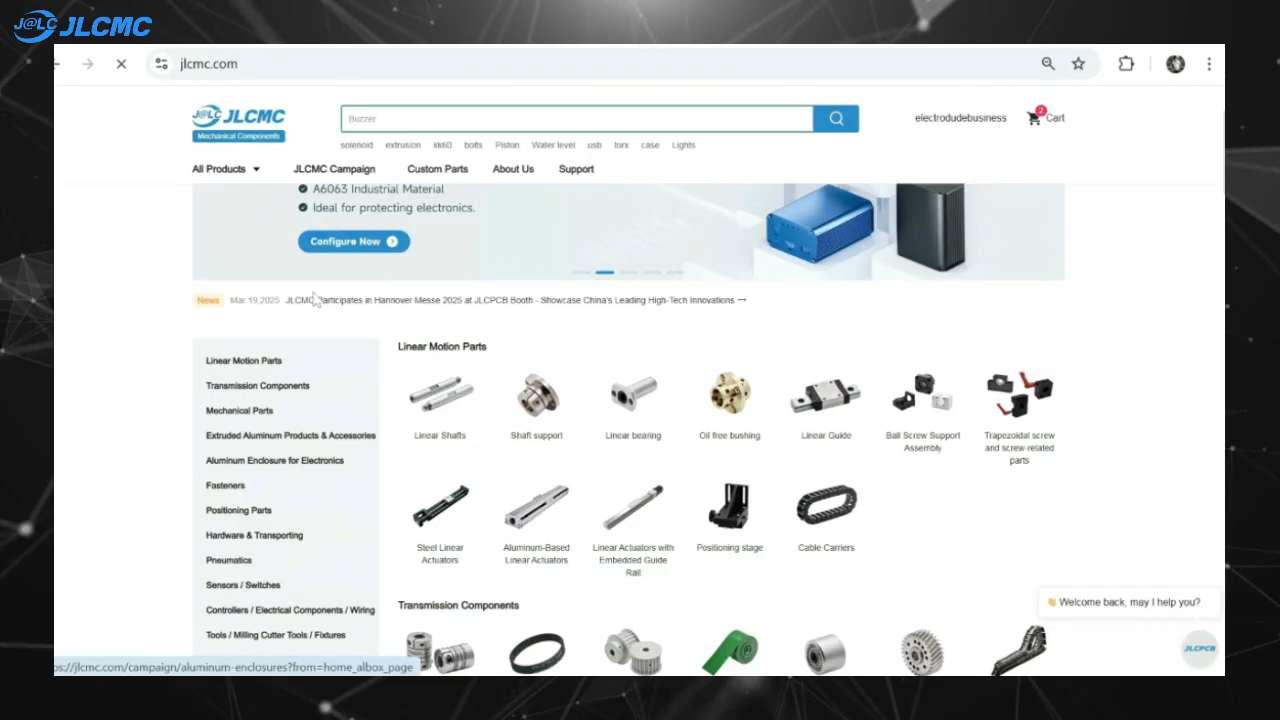 J@LC JLCMC
jlcmc.com
J@LC JLCMC
Mechanical Components
Buzzer
electrodudebusiness
2
Cart
solenoid extrusion kk60 bolts Piston Water level usb torx case Lights
All Products JLCMC Campaign Custom Parts About Us Support
A6063 Industrial Material
Ideal for protecting electronics.
Configure Now
News Mar 19,2025 JLCMC Participates in Hannover Messe 2025 at JLCPCB Booth - Showcase China's Leading High-Tech Innovations →
Linear Motion Parts
Transmission Components
Mechanical Parts
Extruded Aluminum Products & Accessories
Aluminum Enclosure for Electronics
Fasteners
Positioning Parts
Hardware & Transporting
Pneumatics
Sensors / Switches
Controllers / Electrical Components / Wiring
Tools / Milling Cutter Tools / Fixtures
Linear Motion Parts
Linear Shafts
Shaft support
Linear bearing
Oil free bushing
Linear Guide
Ball Screw Support
Assembly
Trapezoidal screw
and screw-related
parts
Steel Linear
Actuators
Aluminum-Based
Linear Actuators
Linear Actuators with
Embedded Guide
Rail
Positioning stage
Cable Carriers
Transmission Components
Welcome back, may I help you?
JLCPCB
ps://jlcmc.com/campaign/aluminum-enclosures?from=home_albox_page